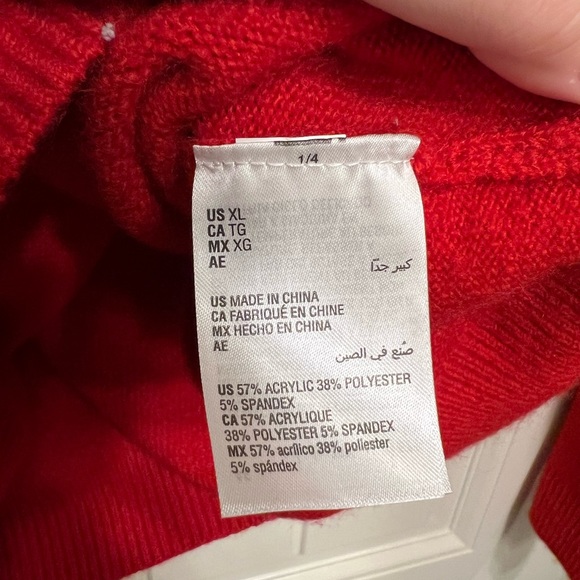 1/4
US XL
CA TG
MX XG
AE
كبير جدًا
US MADE IN CHINA
CA FABRIQUÉ EN CHINE
MX HECHO EN CHINA
AE
صُنع في الصين
US 57% ACRYLIC 38% POLYESTER
5% SPANDEX
CA 57% ACRYLIQUE
38% POLYESTER 5% SPANDEX
MX 57% acrílico 38% poliester
5% spándex